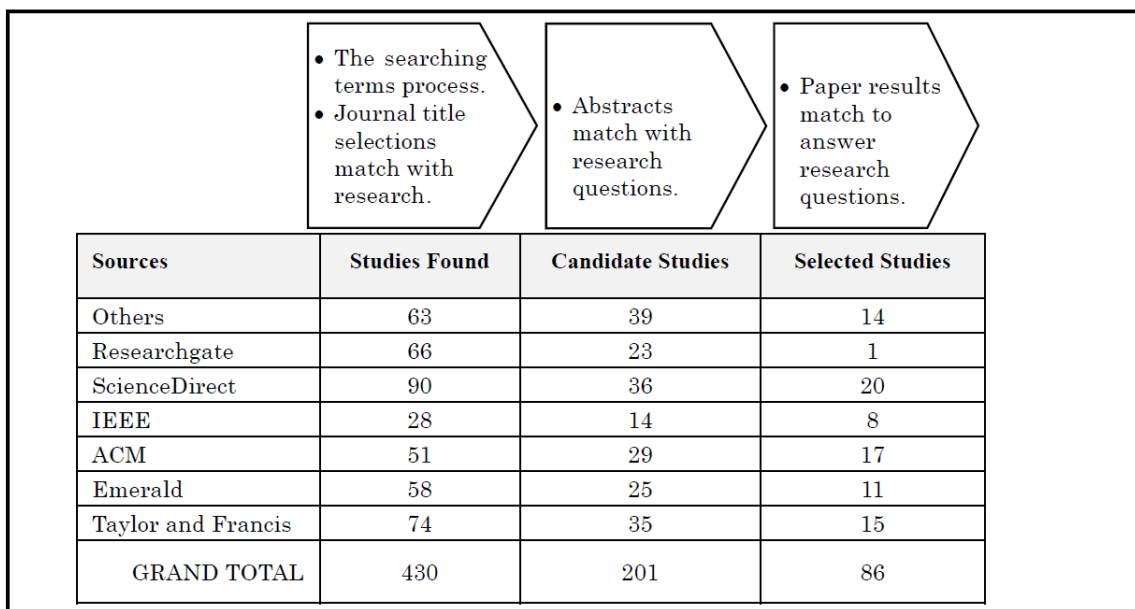 • The searching
terms process.
• Journal title
selections
match with
research.
• Abstracts
match with
research
questions.
• Paper results
match to
answer
research
questions.
Sources Studies Found Candidate Studies Selected Studies
Others 63 39 14
Researchgate 66 23 1
ScienceDirect 90 36 20
IEEE 28 14 8
ACM 51 29 17
Emerald 58 25 11
Taylor and Francis 74 35 15
GRAND TOTAL 430 201 86